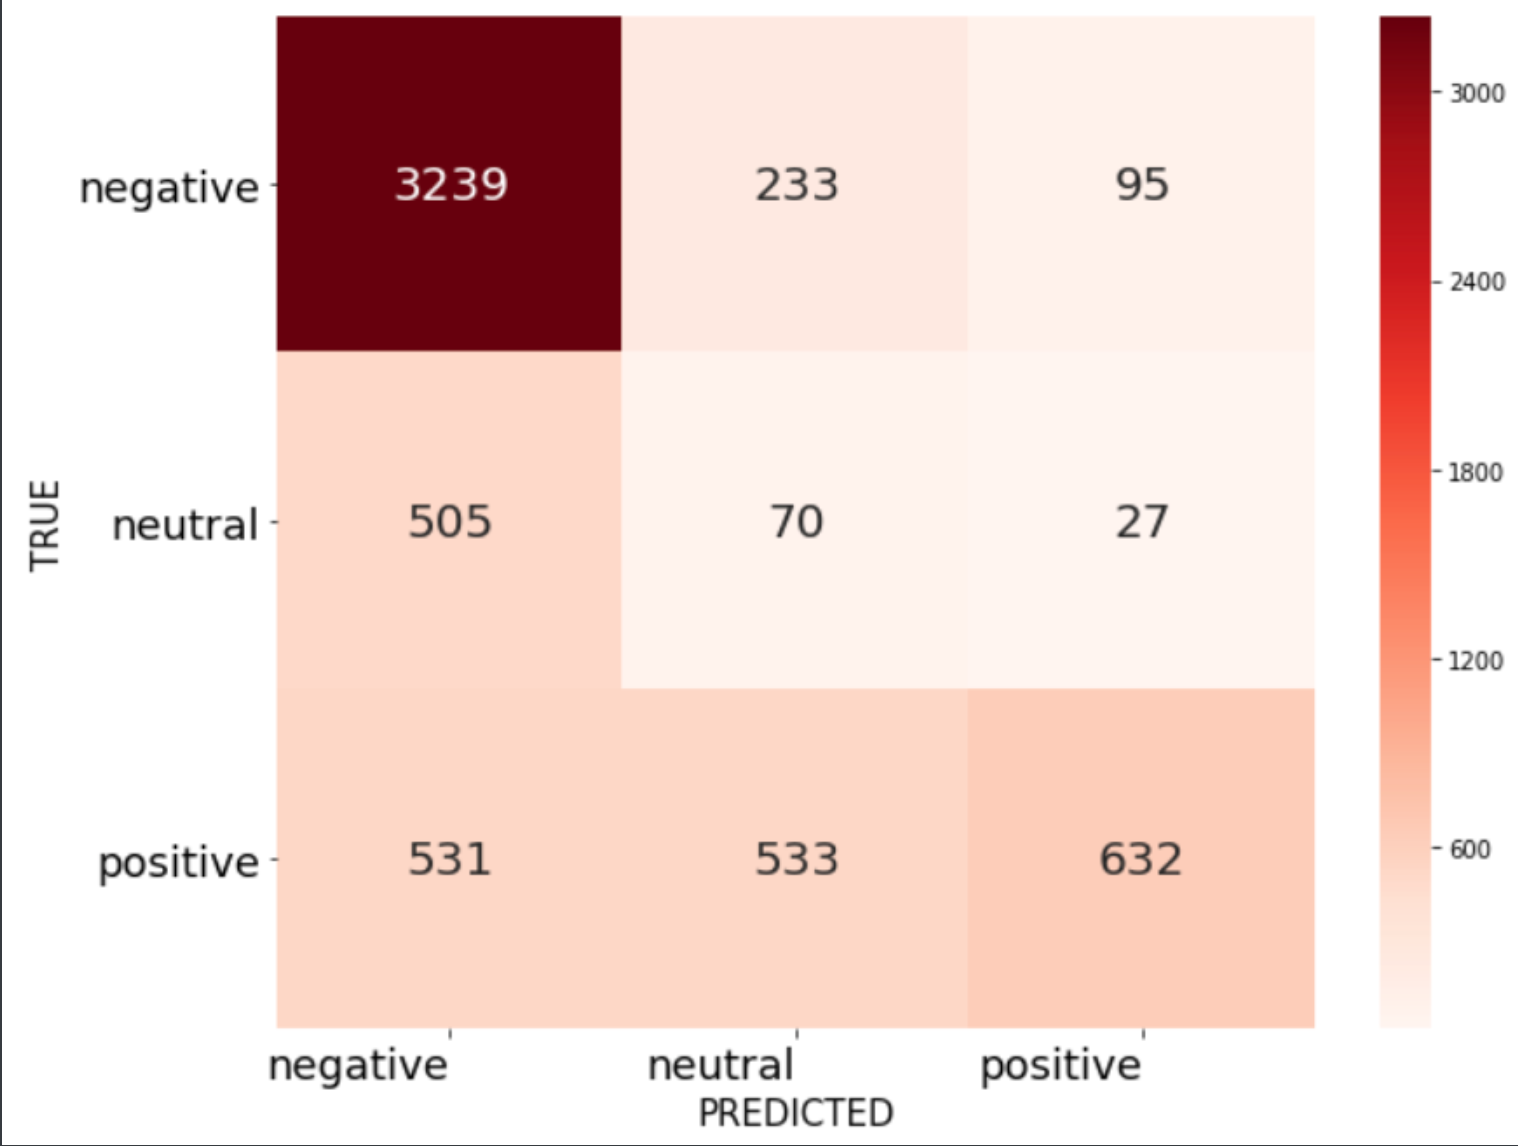 negative 3239 233 95
neutral 505 70 27
positive 531 533 632
negative neutral positive
PREDICTED
TRUE
3000
2400
1800
1200
600